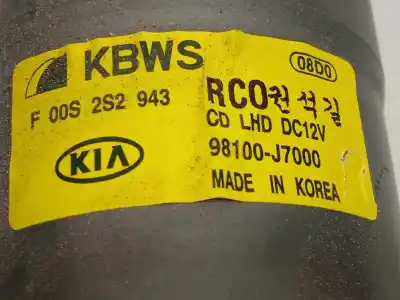 KBWS
08D0
F 00S 2S2 943
RCO권석길
CD LHD DC12V
KIA
98100-J7000
MADE IN KOREA